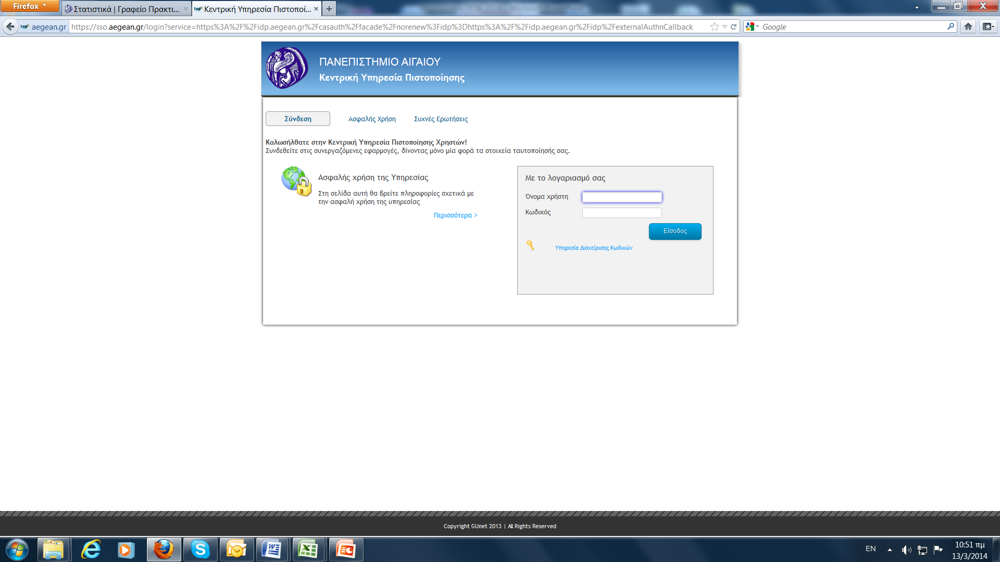 Firefox
Στατιστικά | Γραφείο Πρακτι...
Κεντρική Υπηρεσία Πιστοποί...
aegean.gr
https://sso.aegean.gr/login?service=https%3A%2F%2Fidp.aegean.gr%2Fcasauth%2Ffacade%2Fnorenew%3Fidp%3Dhttps%3A%2F%2Fidp.aegean.gr%2Fidp%2FexternalAuthnCallback
Google
ΠΑΝΕΠΙΣΤΗΜΙΟ ΑΙΓΑΙΟΥ
Κεντρική Υπηρεσία Πιστοποίησης
Σύνδεση
Ασφαλής Χρήση
Συχνές Ερωτήσεις
Καλωσήλθατε στην Κεντρική Υπηρεσία Πιστοποίησης Χρηστών!
Συνδεθείτε στις συνεργαζόμενες εφαρμογές, δίνοντας μόνο μία φορά τα στοιχεία ταυτοποίησής σας.
Ασφαλής χρήση της Υπηρεσίας
Στη σελίδα αυτή θα βρείτε πληροφορίες σχετικά με
την ασφαλή χρήση της υπηρεσίας
Περισσότερα >
Με το λογαριασμό σας
Όνομα χρήστη
Κωδικός
Είσοδος
Υπηρεσία Διαχείρισης Κωδικών
Copyright GUnet 2013 | All Rights Reserved
EN
10:51 πμ
13/3/2014